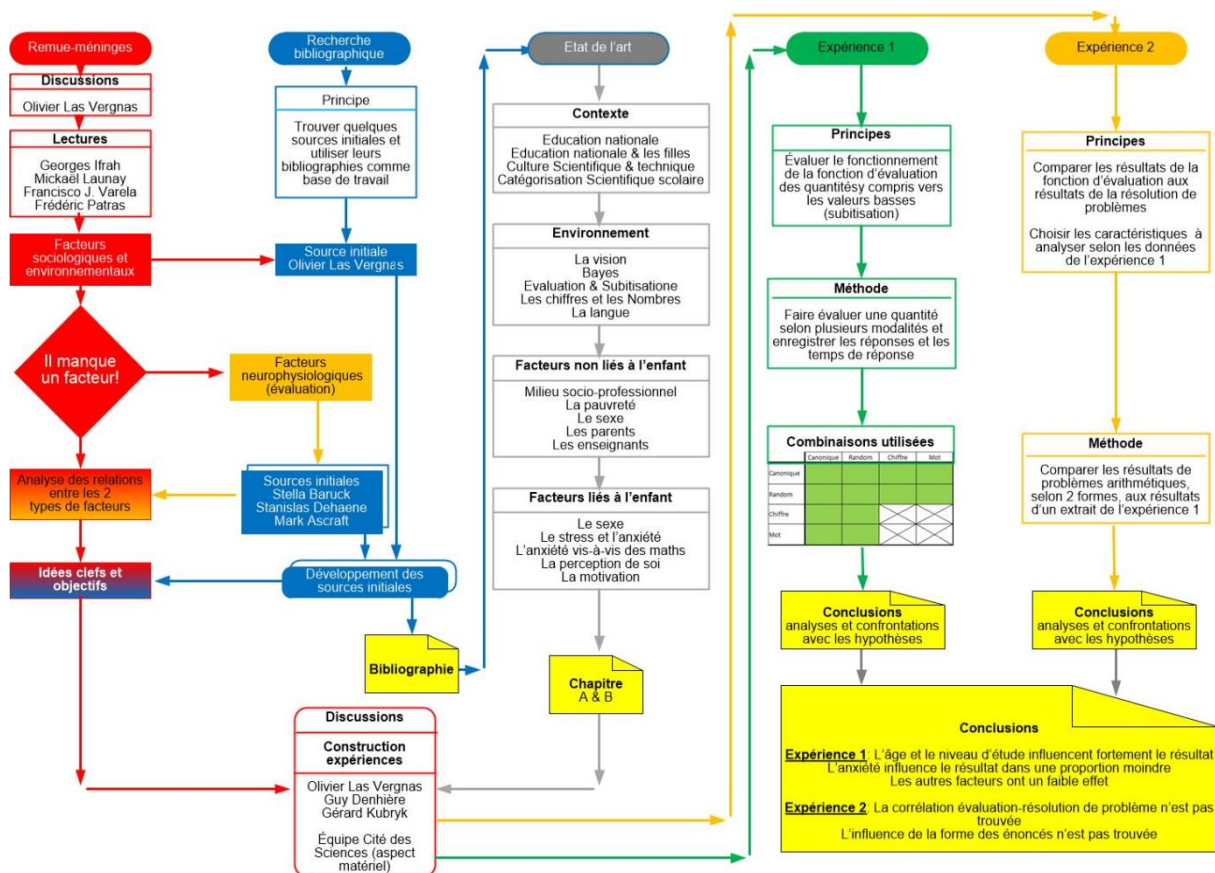 Remue-méninges
Discussions
Olivier Las Vergnas
Lectures
Georges Ifrah
Mickaël Launay
Francisco J. Varela
Frédéric Patras
Facteurs
sociologiques et
environnementaux
Il manque
un facteur!
Facteurs
neurophysiologiques
(évaluation)
Analyse des relations
entre les 2
types de facteurs
Idées clefs et
objectifs
Recherche
bibliographique
Principe
Trouver quelques
sources initiales et
utiliser leurs
bibliographies comme
base de travail
Source initiale
Olivier Las Vergnas
Sources initiales
Stella Baruck
Stanislas Dehaene
Mark Ascraft
Développement des
sources initiales
Bibliographie
Etat de l’art
Contexte
Education nationale
Education nationale & les filles
Culture Scientifique & technique
Catégorisation Scientifique scolaire
Environnement
La vision
Bayes
Evaluation & Subitisatione
Les chiffres et les Nombres
La langue
Facteurs non liés à l’enfant
Milieu socio-professionnel
La pauvreté
Le sexe
Les parents
Les enseignants
Facteurs liés à l’enfant
Le sexe
Le stress et l’anxiété
L’anxiété vis-à-vis des maths
La perception de soi
La motivation
Chapitre
A & B
Discussions
Construction
expériences
Olivier Las Vergnas
Guy Denhière
Gérard Kubryk
Équipe Cité des
Sciences (aspect
matériel)
Expérience 1
Principes
Évaluer le fonctionnement
de la fonction d’évaluation
des quantitésy compris vers
les valeurs basses
(subitisation)
Méthode
Faire évaluer une quantité
selon plusieurs modalités et
enregistrer les réponses et les
temps de réponse
Combinaisons utilisées
Canonique Random Chiffre Mot
Canonique
Random
Chiffre
Mot
Conclusions
analyses et confrontations
avec les hypothèses
Expérience 2
Principes
Comparer les résultats de la
fonction d’évaluation aux
résultats de la résolution de
problèmes
Choisir les caractéristiques à
analyser selon les données
de l’expérience 1
Méthode
Comparer les résultats de
problèmes arithmétiques,
selon 2 formes, aux résultats
d’un extrait de l’expérience 1
Conclusions
analyses et confrontations
avec les hypothèses
Conclusions
Expérience 1: L’âge et le niveau d’étude influencent fortement le résultat
L’anxiété influence le résultat dans une proportion moindre
Les autres facteurs ont un faible effet
Expérience 2: La corrélation évaluation-résolution de problème n’est pas
trouvée
L’influence de la forme des énoncés n’est pas trouvée